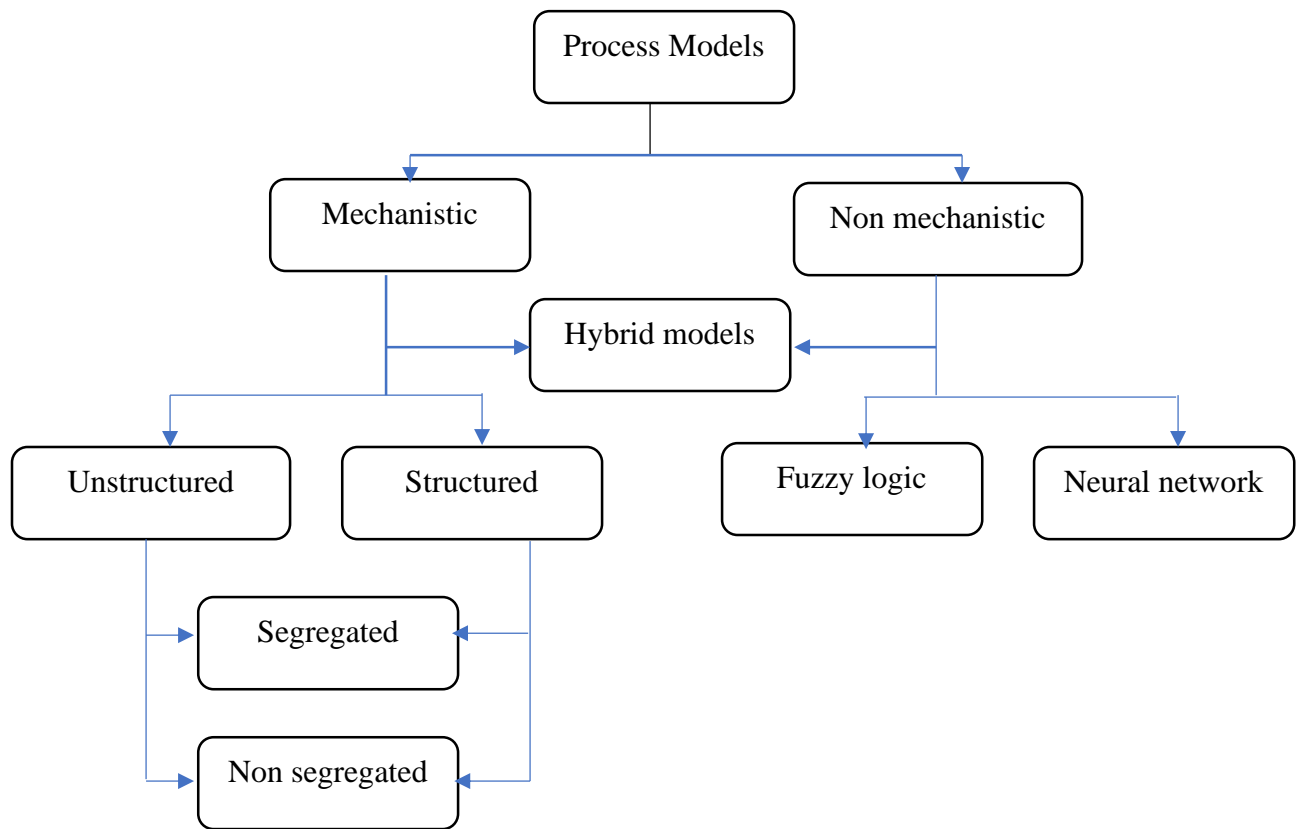 Process Models
Mechanistic
Non mechanistic
Hybrid models
Unstructured
Structured
Fuzzy logic
Neural network
Segregated
Non segregated